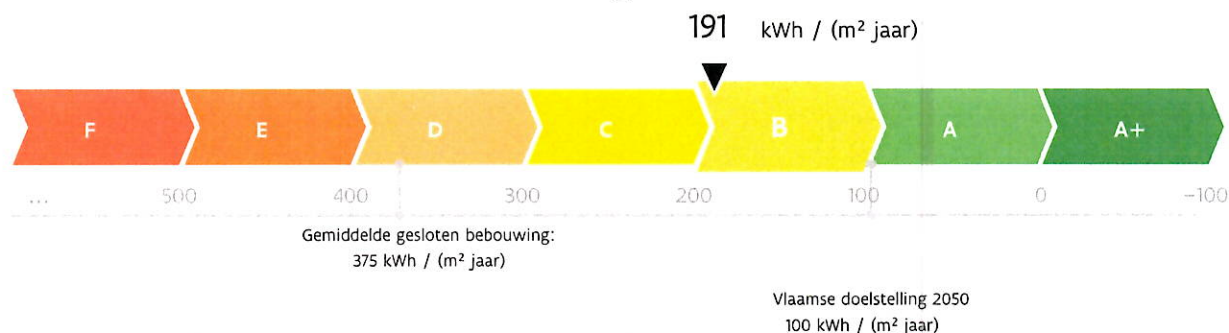 191 kWh / (m² jaar)
F E D C B A A+
... 500 400 300 200 100 0 -100
Gemiddelde gesloten bebouwing:
375 kWh / (m² jaar)
Vlaamse doelstelling 2050
100 kWh / (m² jaar)